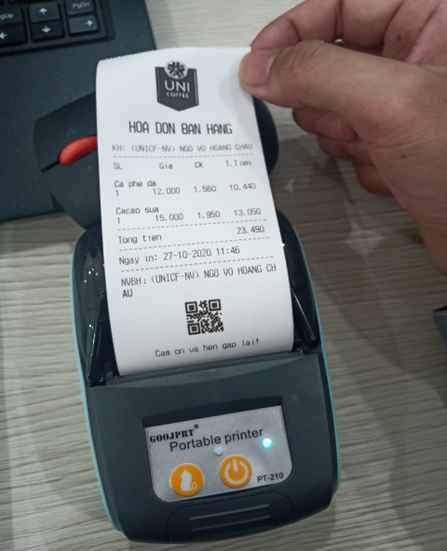 PgDn
UNI
COFFEE
HOA DON BAN HANG
KH: (UNICF-NV) NGO VO HOANG CHAU
SL Gia CK T.Tien
Ca phe da
1 12.000 1.560 10.440
Cacao sua
1 15.000 1.950 13.050
Tong tien 23.490
Ngay in: 27-10-2020 11:46
NVBH: (UNICF-NV) NGO VO HOANG CH
AU
Cam on va hen gap lai!
GOOJPRT®
Portable printer
PT-210